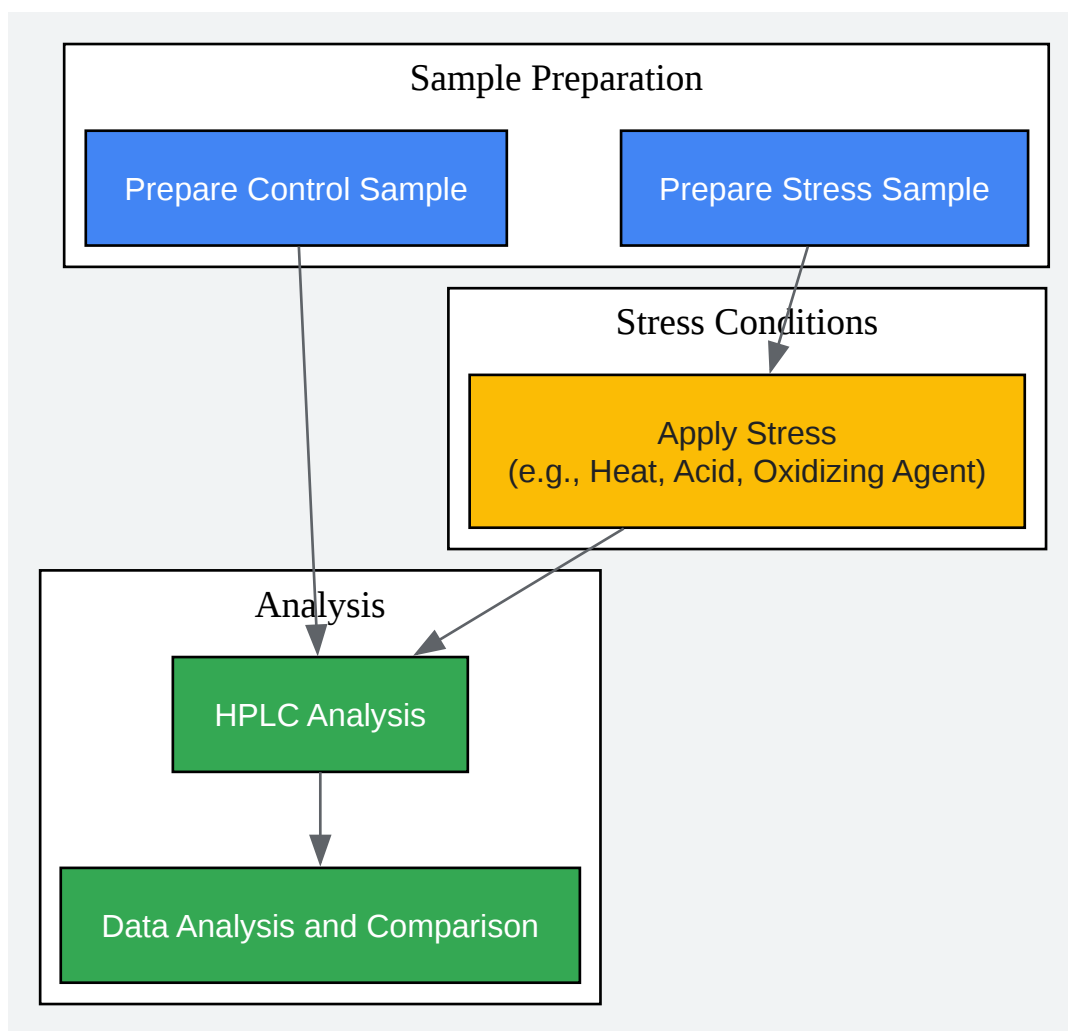 Sample Preparation
Prepare Control Sample
Prepare Stress Sample
Stress Conditions
Apply Stress
(e.g., Heat, Acid, Oxidizing Agent)
Analysis
HPLC Analysis
Data Analysis and Comparison